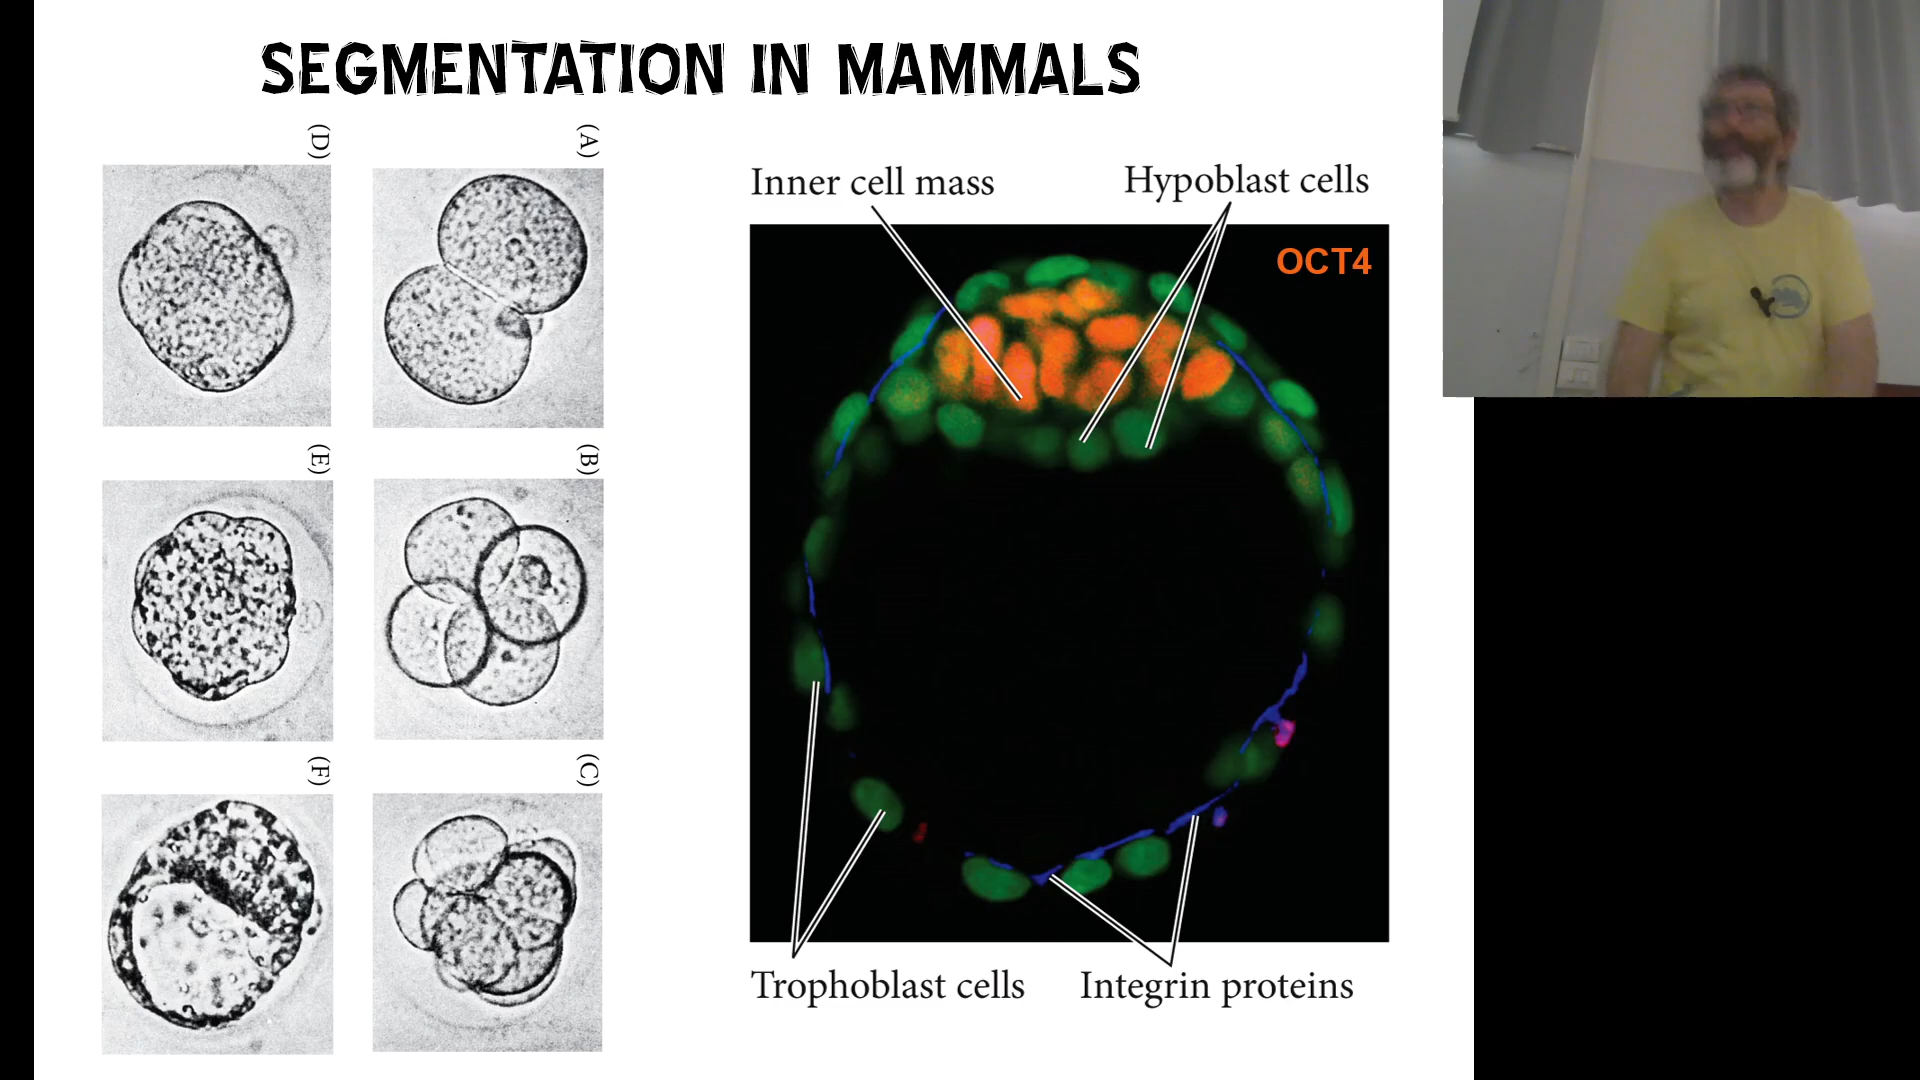 SEGMENTATION IN MAMMALS
(D)
(A)
(E)
(B)
(F)
(C)
Inner cell mass
Hypoblast cells
OCT4
Trophoblast cells
Integrin proteins